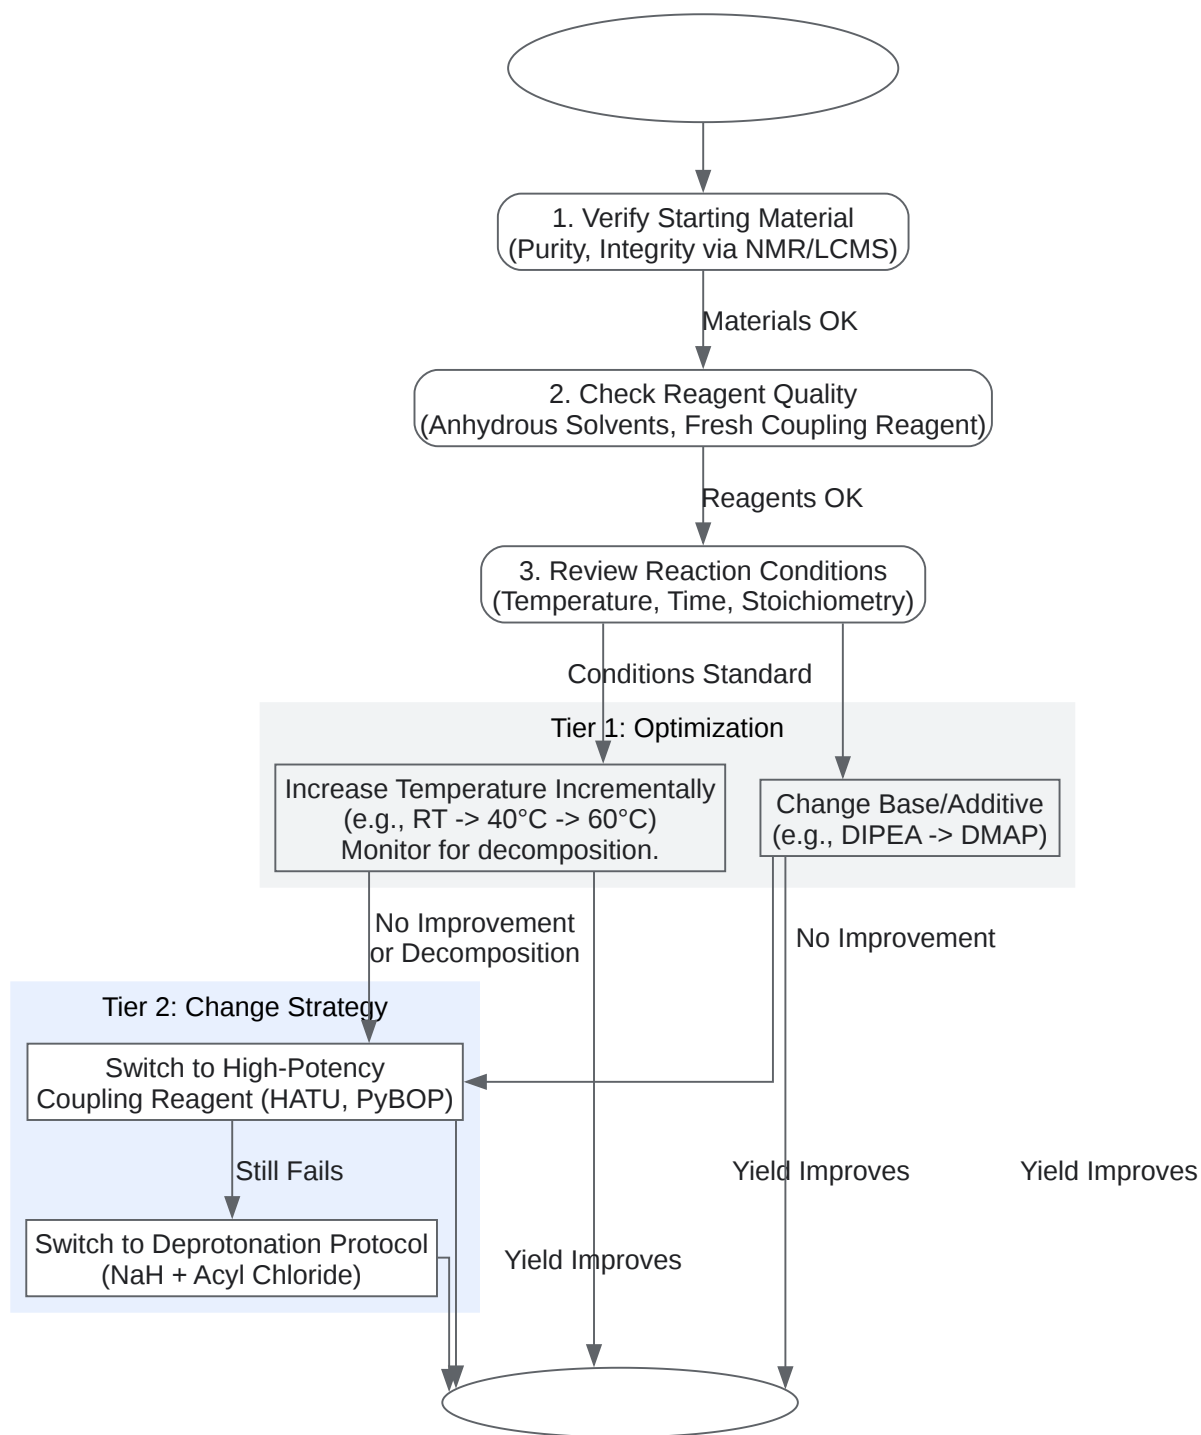 1. Verify Starting Material
(Purity, Integrity via NMR/LCMS)
Materials OK
2. Check Reagent Quality
(Anhydrous Solvents, Fresh Coupling Reagent)
Reagents OK
3. Review Reaction Conditions
(Temperature, Time, Stoichiometry)
Conditions Standard
Tier 1: Optimization
Increase Temperature Incrementally
(e.g., RT -> 40°C -> 60°C)
Monitor for decomposition.
Change Base/Additive
(e.g., DIPEA -> DMAP)
No Improvement
or Decomposition
No Improvement
Tier 2: Change Strategy
Switch to High-Potency
Coupling Reagent (HATU, PyBOP)
Still Fails
Yield Improves
Yield Improves
Switch to Deprotonation Protocol
(NaH + Acyl Chloride)
Yield Improves